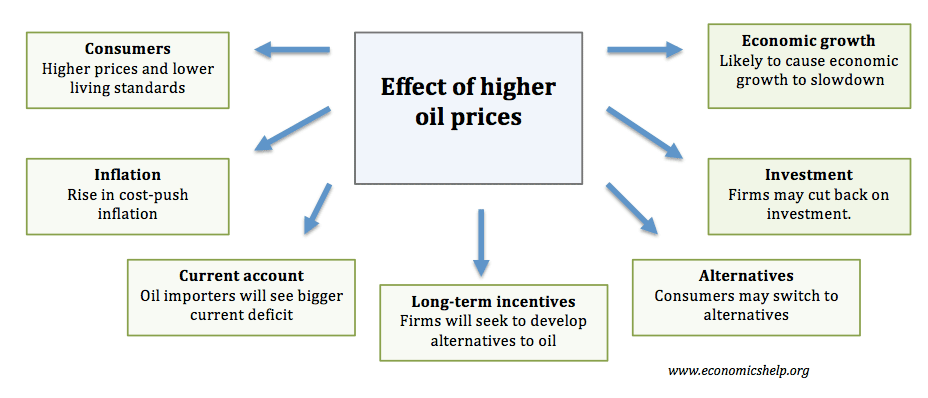 Effect of higher
oil prices
Consumers
Higher prices and lower
living standards
Economic growth
Likely to cause economic
growth to slowdown
Inflation
Rise in cost-push
inflation
Investment
Firms may cut back on
investment.
Current account
Oil importers will see bigger
current deficit
Long-term incentives
Firms will seek to develop
alternatives to oil
Alternatives
Consumers may switch to
alternatives
www.economicshelp.org